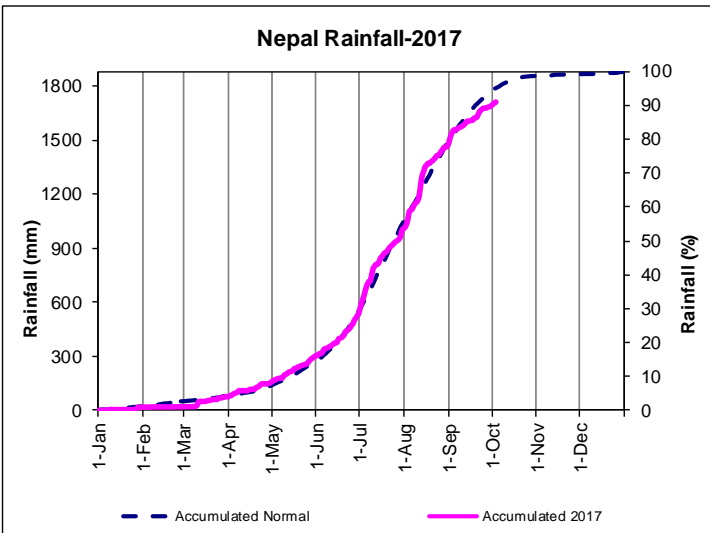 Nepal Rainfall-2017
Rainfall (mm)
1800
1500
1200
900
600
300
0
100
90
80
70
60
50
40
30
20
10
0
Rainfall (%)
1-Jan
1-Feb
1-Mar
1-Apr
1-May
1-Jun
1-Jul
1-Aug
1-Sep
1-Oct
1-Nov
1-Dec
Accumulated Normal
Accumulated 2017